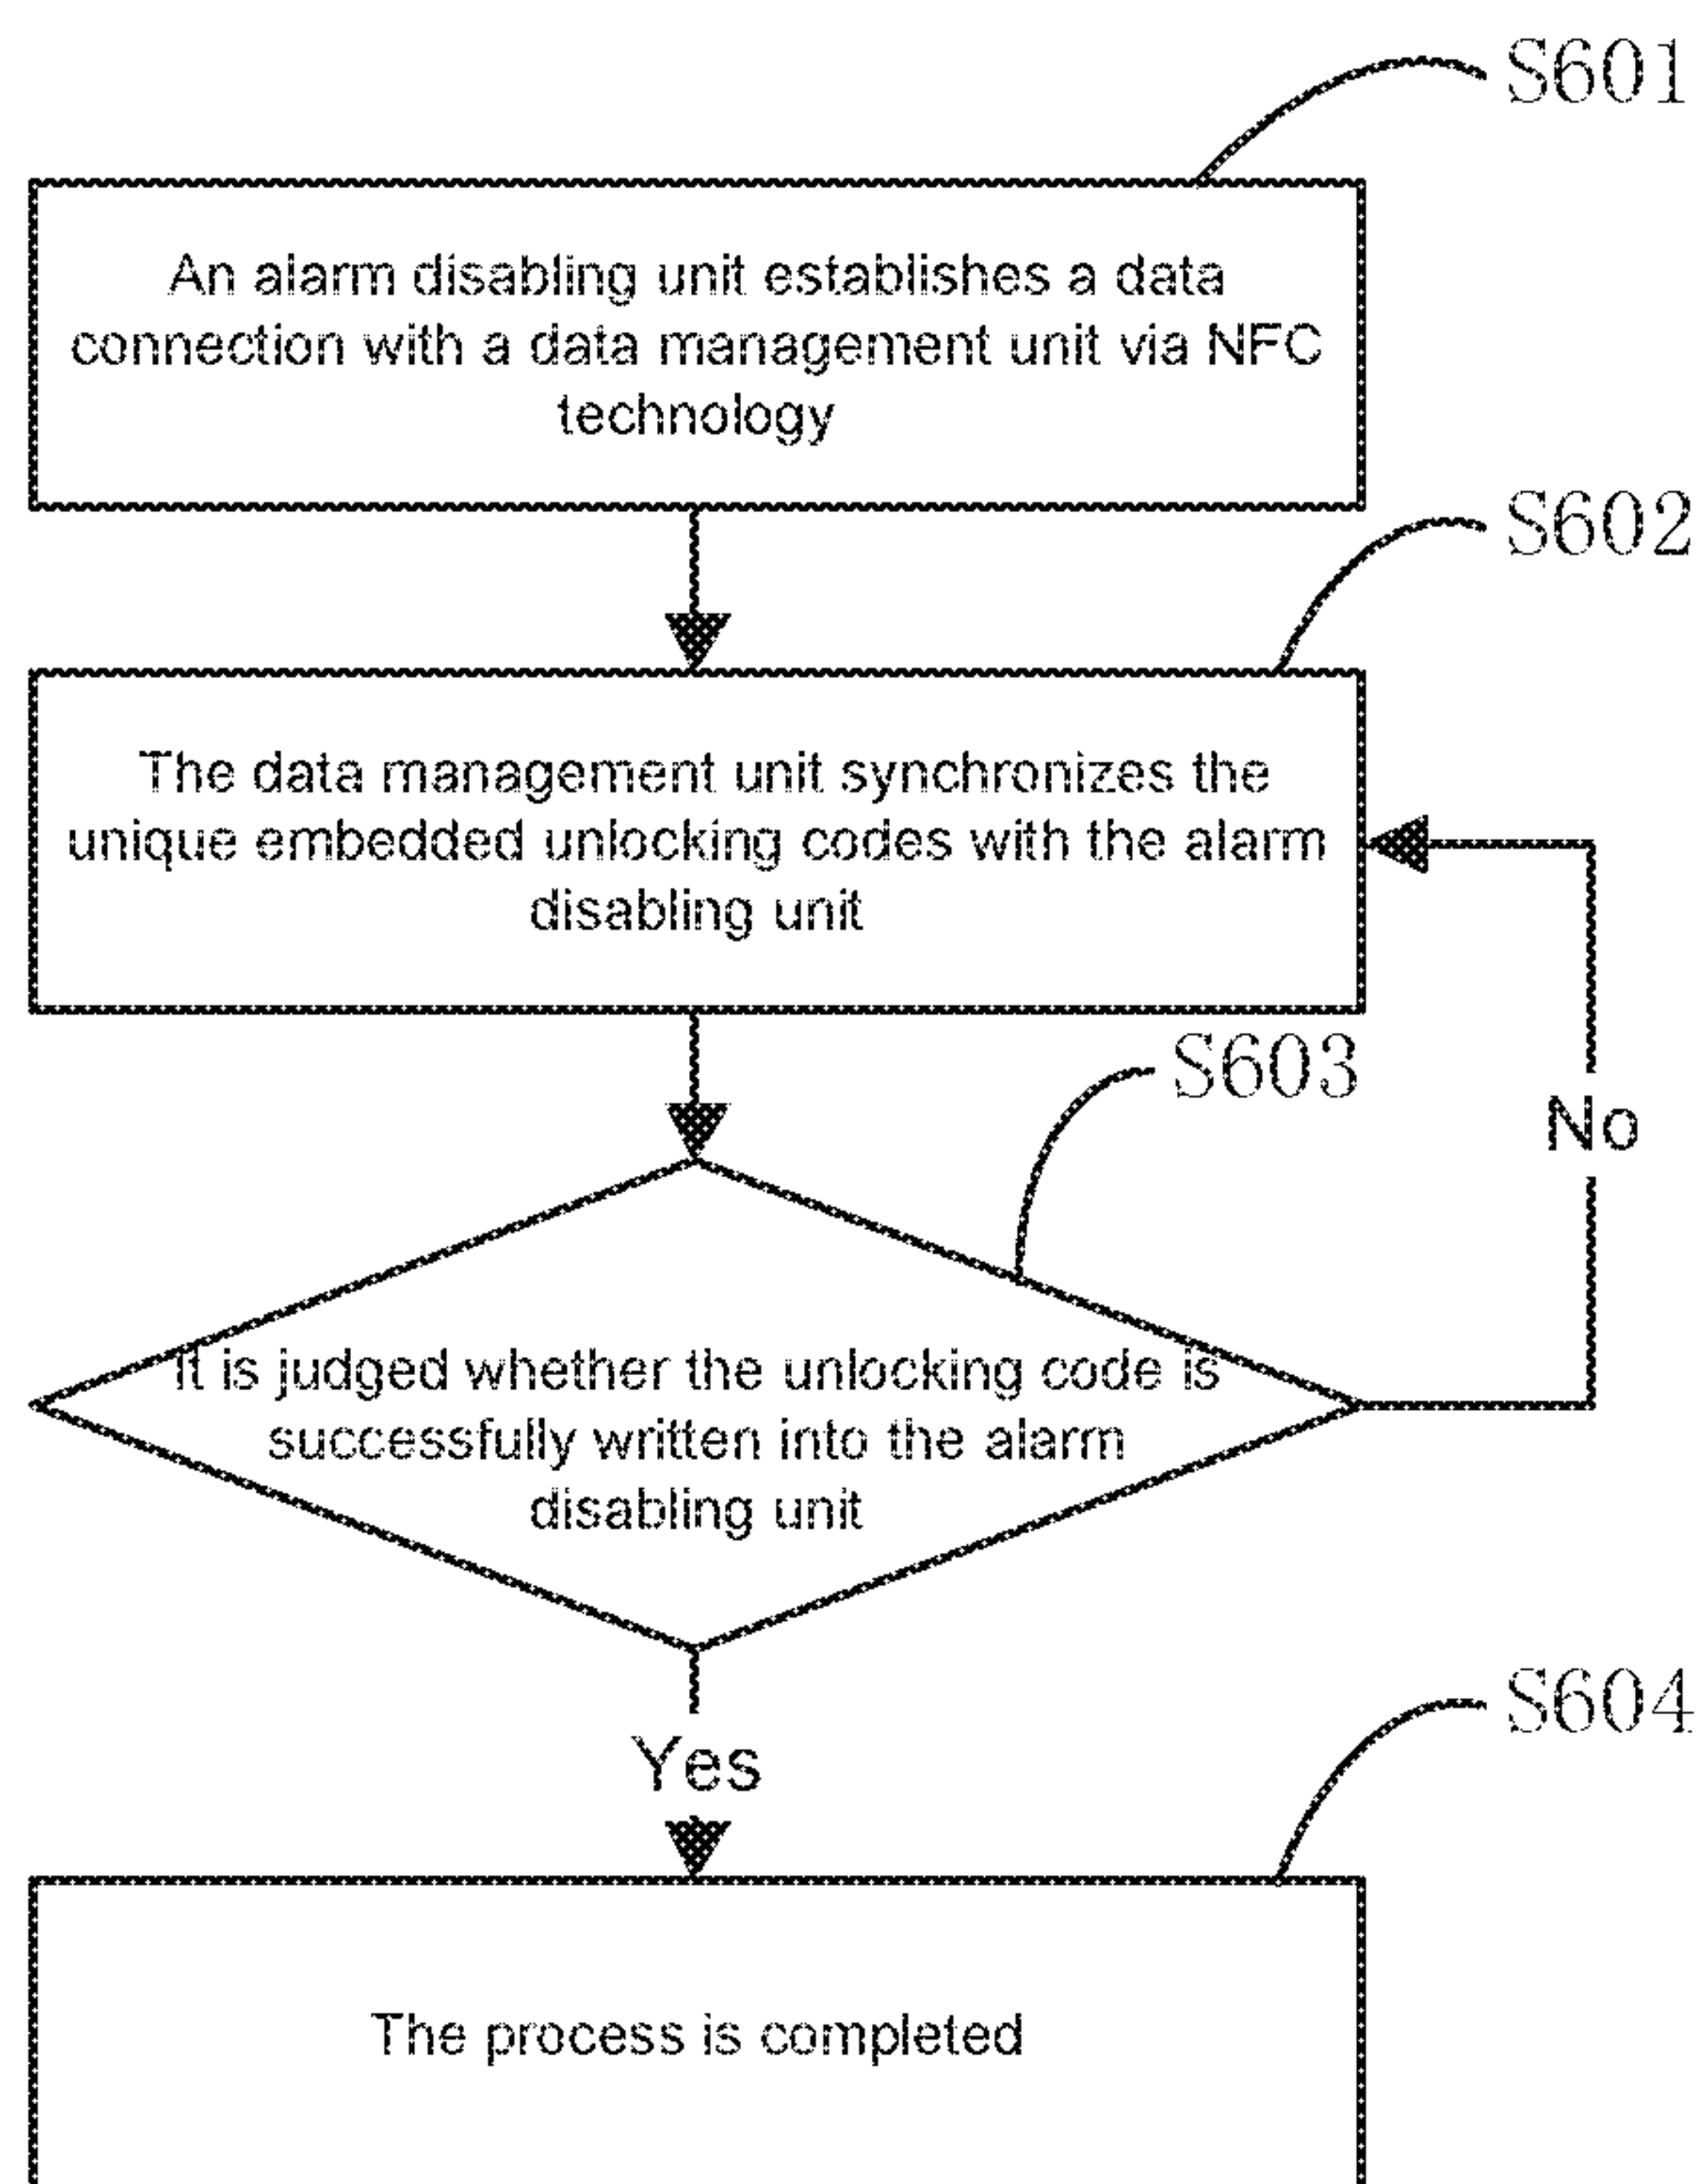 S601
An alarm disabling unit establishes a data
connection with a data management unit via NFC
technology
S602
The data management unit synchronizes the
unique embedded unlocking codes with the alarm
disabling unit
S603
No
It is judged whether the unlocking code is
successfully written into the alarm
disabling unit
Yes
S604
The process is completed